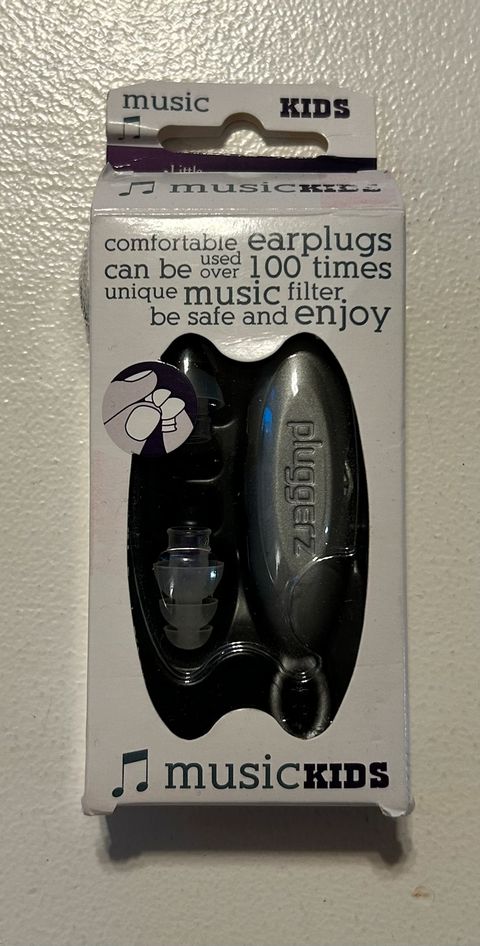 music KIDS
Little
musicKIDS
comfortable earplugs
can be used over 100 times
unique music filter
be safe and enjoy
pluggerz
musicKIDS